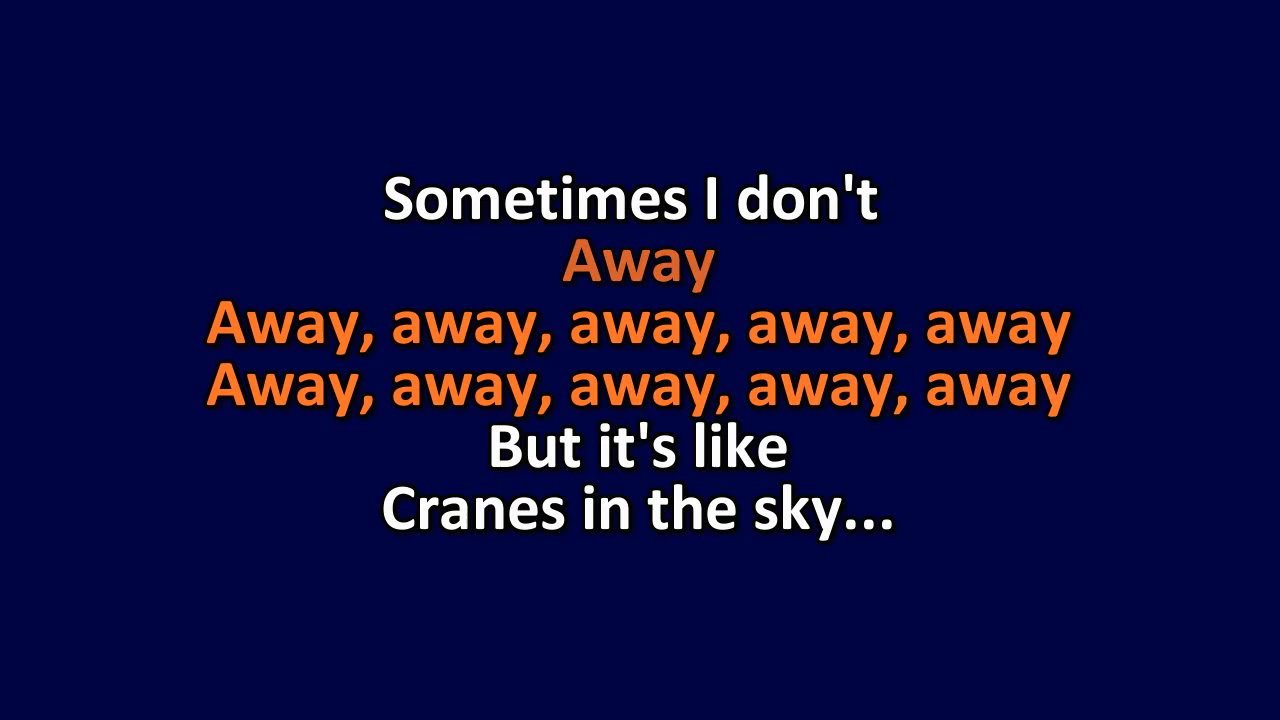 Sometimes I don't
Away
Away, away, away, away, away
Away, away, away, away, away
But it's like
Cranes in the sky...